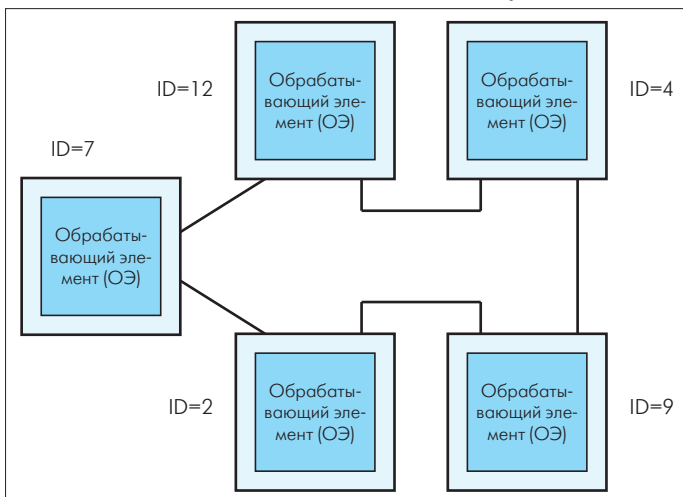 ID=12
Обрабаты-
вающий эле-
мент (ОЭ)
Обрабаты-
вающий эле-
мент (ОЭ)
ID=4
ID=7
Обрабаты-
вающий эле-
мент (ОЭ)
ID=2
Обрабаты-
вающий эле-
мент (ОЭ)
Обрабаты-
вающий эле-
мент (ОЭ)
ID=9